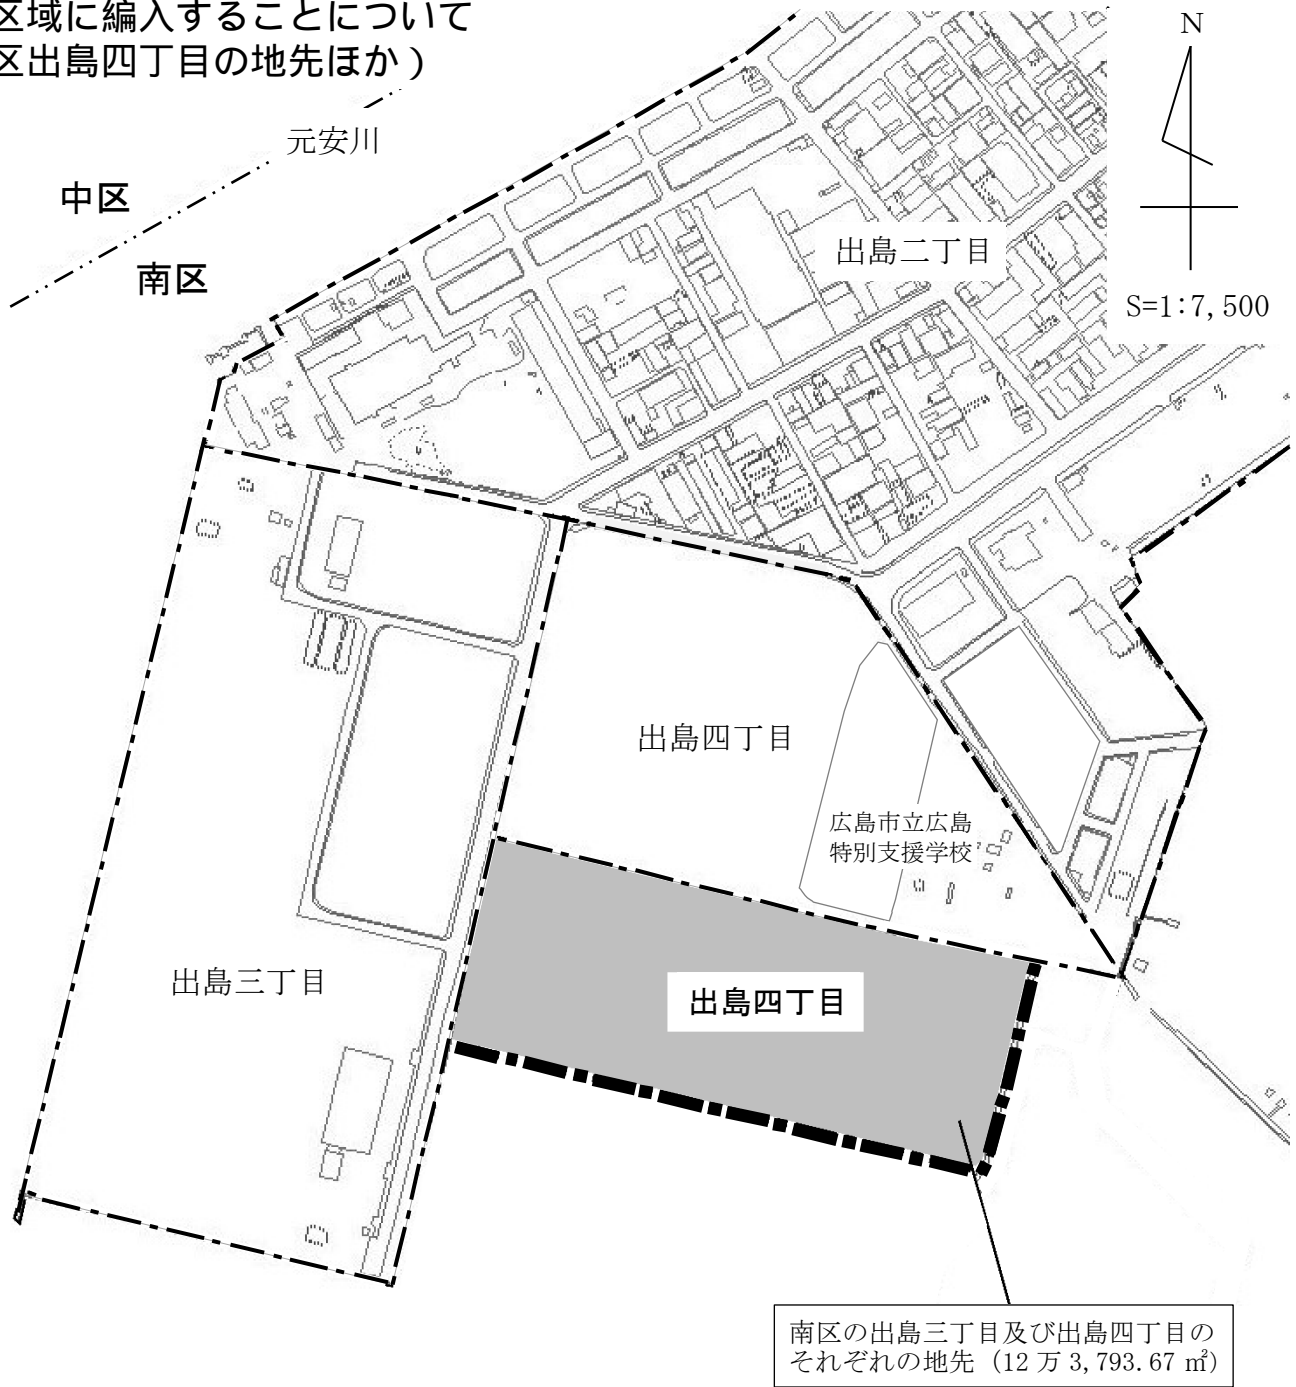 区域に編入することについて
区出島四丁目の地先ほか）
N
元安川
中区
南区
出島二丁目
S=1:7,500
出島四丁目
広島市立広島
特別支援学校
出島三丁目
出島四丁目
南区の出島三丁目及び出島四丁目の
それぞれの地先（12万3,793.67㎡）